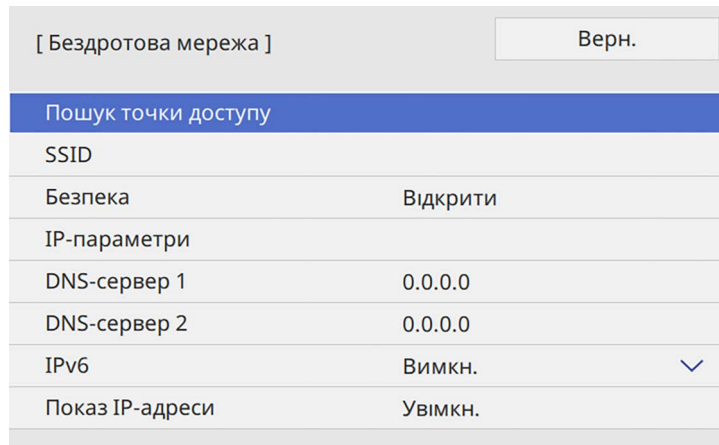 [ Бездротова мережа ]
Верн.
Пошук точки доступу
SSID
Безпека Відкрити
IP-параметри
DNS-сервер 1 0.0.0.0
DNS-сервер 2 0.0.0.0
IPv6 Вимкн.
Показ IP-адреси Увімкн.